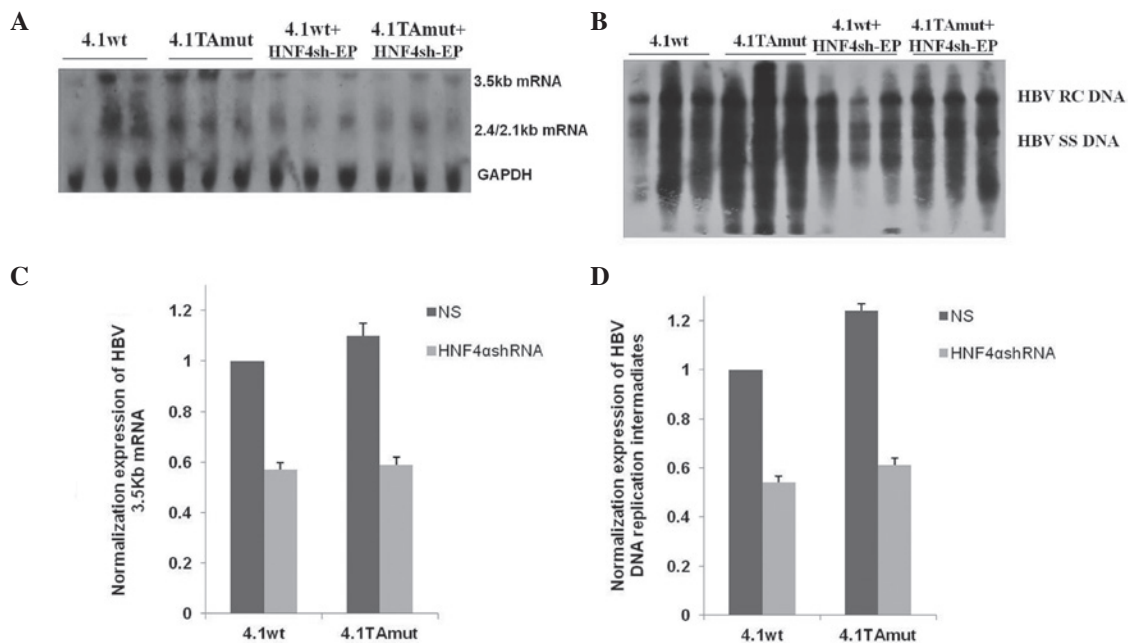 A
4.1wt
4.1TAmut
4.1wt+
HNF4sh-EP
4.1TAmut+
HNF4sh-EP
3.5kb mRNA
2.4/2.1kb mRNA
GAPDH
B
4.1wt
4.1TAmut
4.1wt+
HNF4sh-EP
4.1TAmut+
HNF4sh-EP
HBV RC DNA
HBV SS DNA
C
Normalization expression of HBV
3.5Kb mRNA
1.2
1
0.8
0.6
0.4
0.2
0
4.1wt
4.1TAmut
NS
HNF4αshRNA
D
Normalization expression of HBV
DNA replication intermadiates
1.2
1
0.8
0.6
0.4
0.2
0
4.1wt
4.1TAmut
NS
HNF4αshRNA